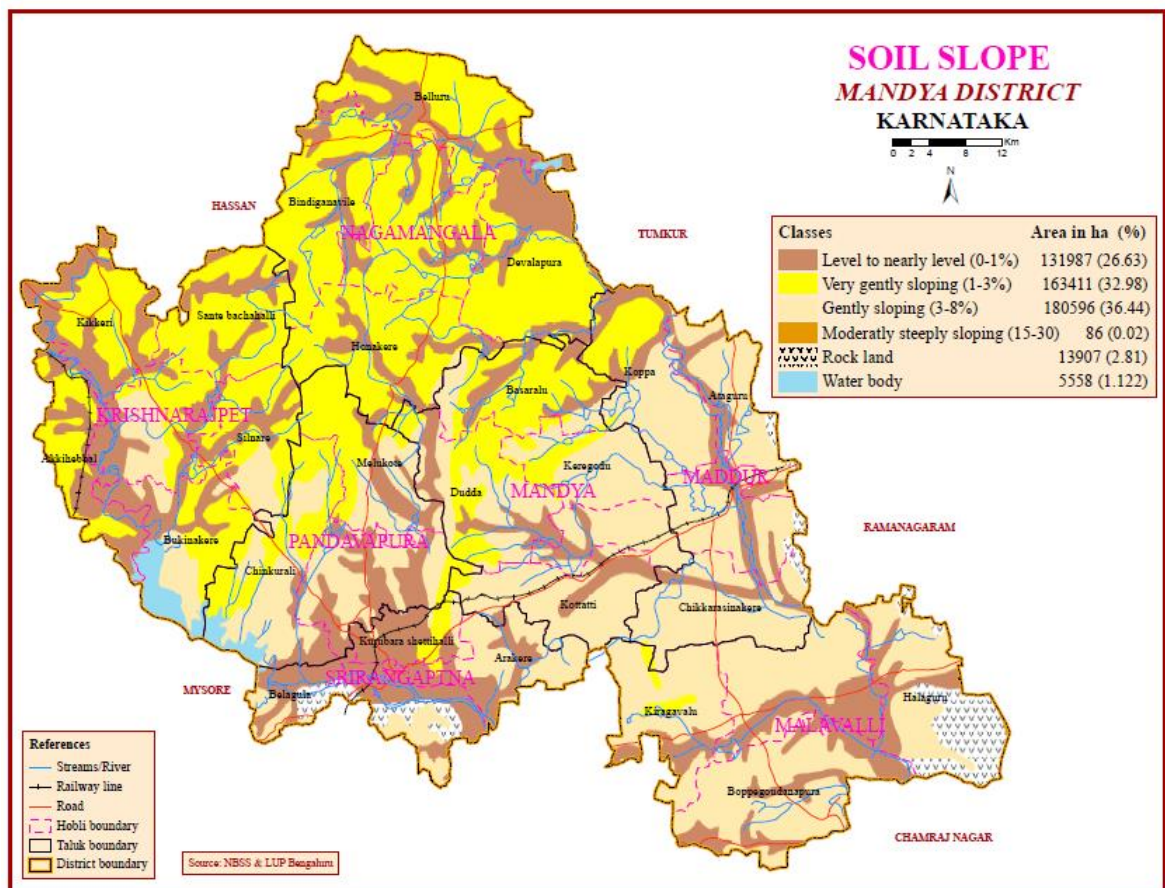 SOIL SLOPE
MANDYA DISTRICT
KARNATAKA
0 2 4 8 12 Km
N
Classes Area in ha (%)
Level to nearly level (0-1%) 131987 (26.63)
Very gently sloping (1-3%) 163411 (32.98)
Gently sloping (3-8%) 180596 (36.44)
Moderatly steeply sloping (15-30) 86 (0.02)
Rock land 13907 (2.81)
Water body 5558 (1.122)
Belluru
HASSAN
Bindiganavile
NAGAMANGALA
TUMKUR
Devalapura
Kikkeri
Sante bachahalli
Honakere
Koppa
Basaralu
Ataguru
KRISHNARAJPET
Silnare
Akkihebbal
Melukote
Keregodu
Dudda
MANDYA
MADDUR
RAMANAGARAM
Bukinakere
PANDAVAPURA
Chinkurali
Kottatti
Chikkarasinakere
Kurubara shettihalli
Arakere
SRIRANGAPTNA
MYSORE
Belagula
Kiragavalu
MALAVALLI
Halaguru
Boppegoudanapura
CHAMRAJ NAGAR
References
Streams/River
Railway line
Road
Hobli boundary
Taluk boundary
District boundary
Source: NBSS & LUP Bengaluru